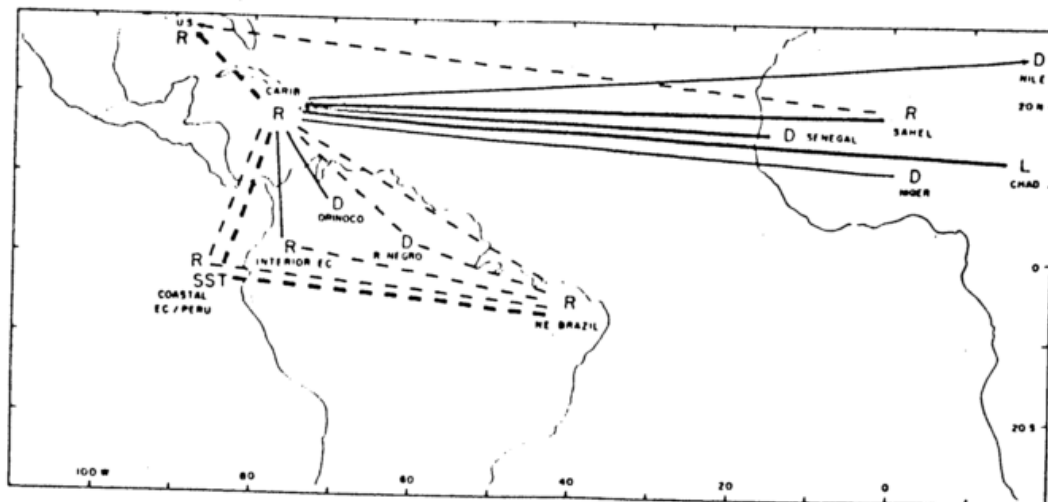 US
R
D
NILE
CARIB
R
R
SAHEL
20 N
D SENEGAL
L
CHAD
D
NIGER
D
ORINOCO
D
R NEGRO
R
INTERIOR EC
R
SST
COASTAL
EC / PERU
0
R
NE BRAZIL
20 S
100 W
80
60
40
20
0